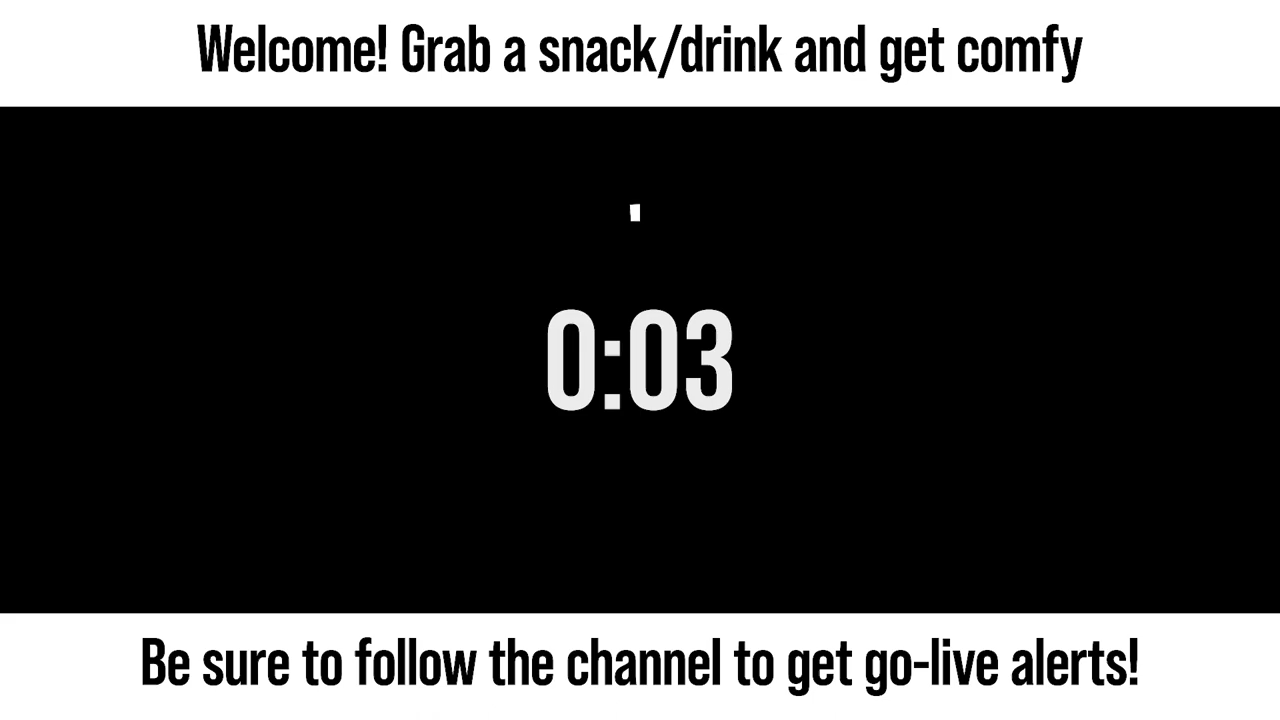 Welcome! Grab a snack/drink and get comfy
0:03
Be sure to follow the channel to get go-live alerts!